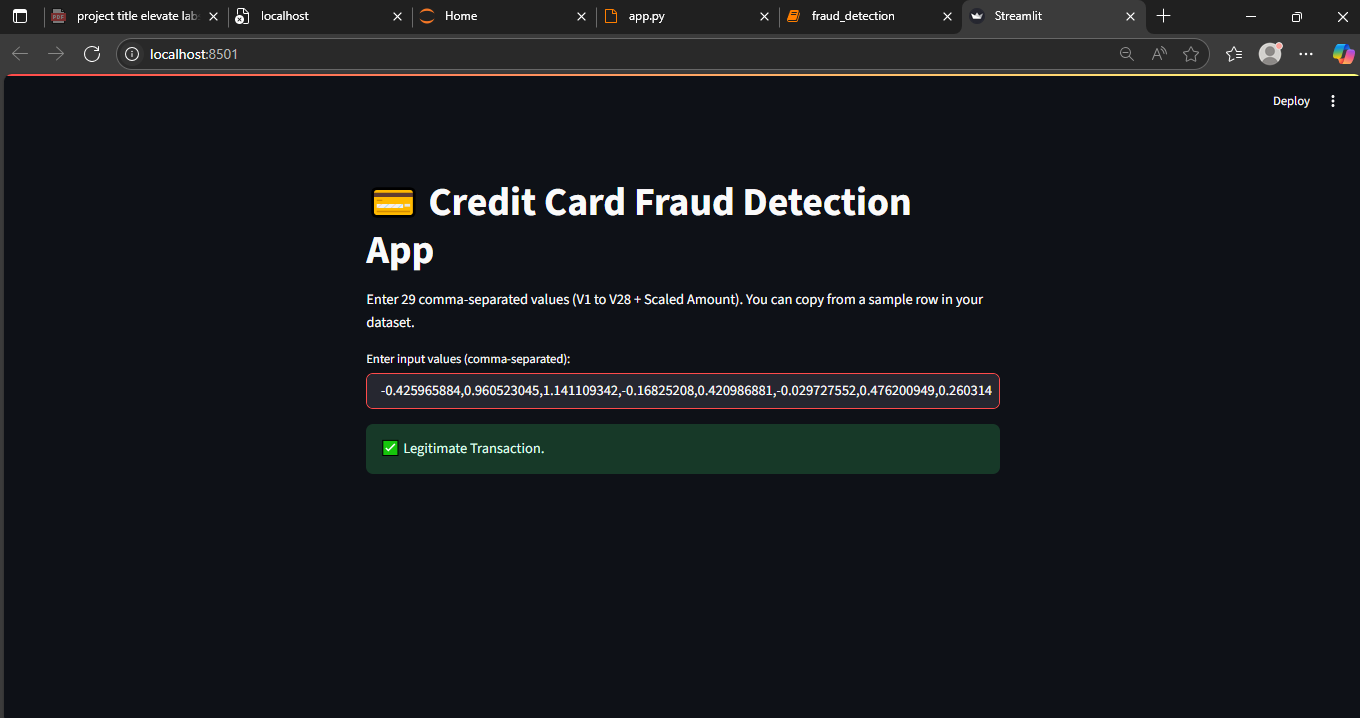 project title elevate lab
localhost
Home
app.py
fraud_detection
Streamlit
localhost:8501
Deploy
Credit Card Fraud Detection
App
Enter 29 comma-separated values (V1 to V28 + Scaled Amount). You can copy from a sample row in your
dataset.
Enter input values (comma-separated):
-0.425965884,0.960523045,1.141109342,-0.16825208,0.420986881,-0.029727552,0.476200949,0.260314
Legitimate Transaction.